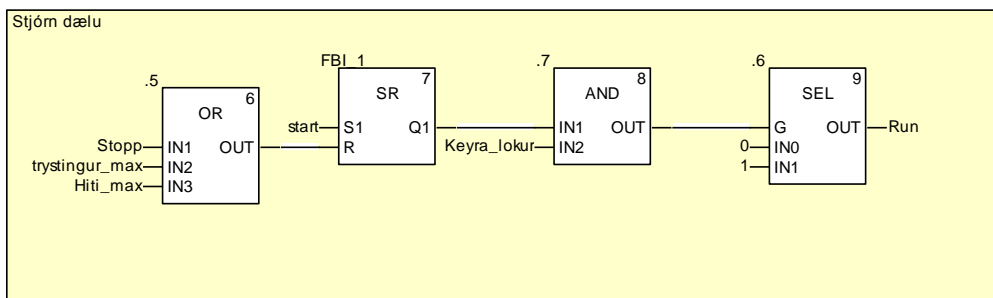 Stjórn dælu
FBI_1
.5 .7 .6
6 7 8 9
OR SR AND SEL
start S1 Q1 IN1 OUT G OUT Run
Stopp IN1 OUT R Keyra_lokur IN2 0 IN0
trystingur_max IN2 1 IN1
Hiti_max IN3